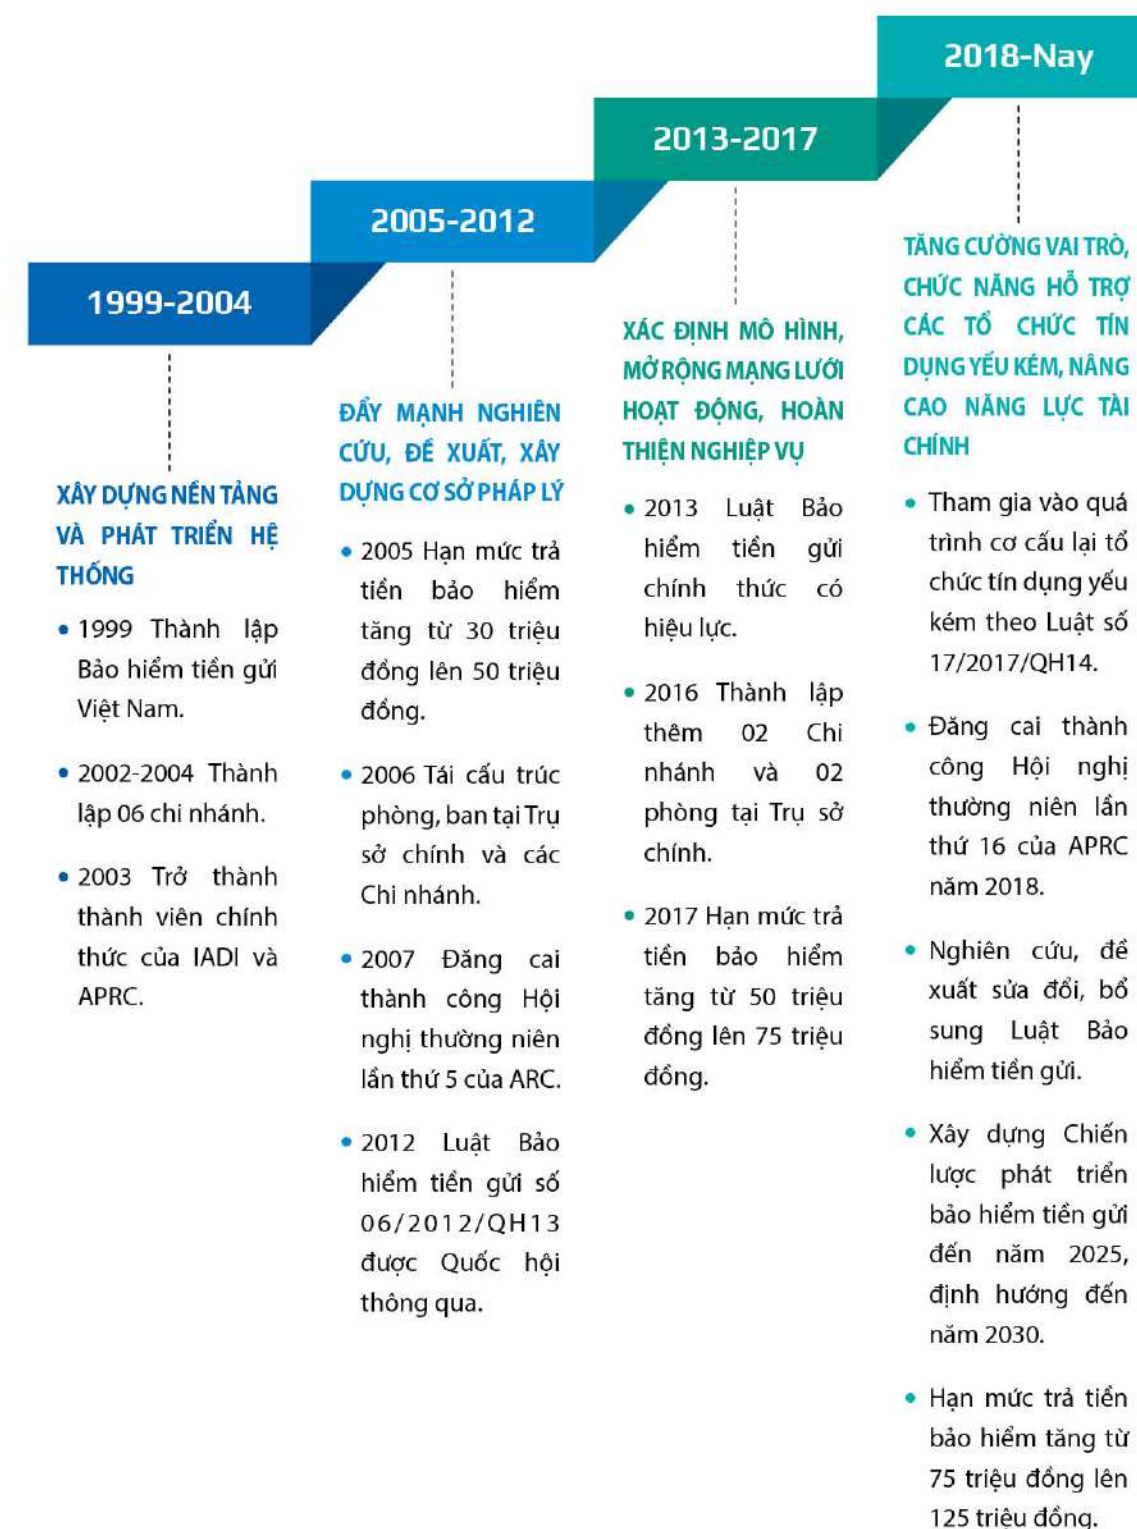 1999-2004
XÂY DỰNG NỀN TẢNG
VÀ PHÁT TRIỂN HỆ
THỐNG
• 1999 Thành lập
Bảo hiểm tiền gửi
Việt Nam.
• 2002-2004 Thành
lập 06 chi nhánh.
• 2003 Trở thành
thành viên chính
thức của IADI và
APRC.
2005-2012
ĐẨY MẠNH NGHIÊN
CỨU, ĐỀ XUẤT, XÂY
DỰNG CƠ SỞ PHÁP LÝ
• 2005 Hạn mức trả
tiền bảo hiểm
tăng từ 30 triệu
đồng lên 50 triệu
đồng.
• 2006 Tái cấu trúc
phòng, ban tại Trụ
sở chính và các
Chi nhánh.
• 2007 Đăng cai
thành công Hội
nghị thường niên
lần thứ 5 của ARC.
• 2012 Luật Bảo
hiểm tiền gửi số
06/2012/QH13
được Quốc hội
thông qua.
2013-2017
XÁC ĐỊNH MÔ HÌNH,
MỞ RỘNG MẠNG LƯỚI
HOẠT ĐỘNG, HOÀN
THIỆN NGHIỆP VỤ
• 2013 Luật Bảo
hiểm tiền gửi
chính thức có
hiệu lực.
• 2016 Thành lập
thêm 02 Chi
nhánh và 02
phòng tại Trụ sở
chính.
• 2017 Hạn mức trả
tiền bảo hiểm
tăng từ 50 triệu
đồng lên 75 triệu
đồng.
2018-Nay
TĂNG CƯỜNG VAI TRÒ,
CHỨC NĂNG HỖ TRỢ
CÁC TỔ CHỨC TÍN
DỤNG YẾU KÉM, NÂNG
CAO NĂNG LỰC TÀI
CHÍNH
• Tham gia vào quá
trình cơ cấu lại tổ
chức tín dụng yếu
kém theo Luật số
17/2017/QH14.
• Đăng cai thành
công Hội nghị
thường niên lần
thứ 16 của APRC
năm 2018.
• Nghiên cứu, đề
xuất sửa đổi, bổ
sung Luật Bảo
hiểm tiền gửi.
• Xây dựng Chiến
lược phát triển
bảo hiểm tiền gửi
đến năm 2025,
định hướng đến
năm 2030.
• Hạn mức trả tiền
bảo hiểm tăng từ
75 triệu đồng lên
125 triệu đồng.